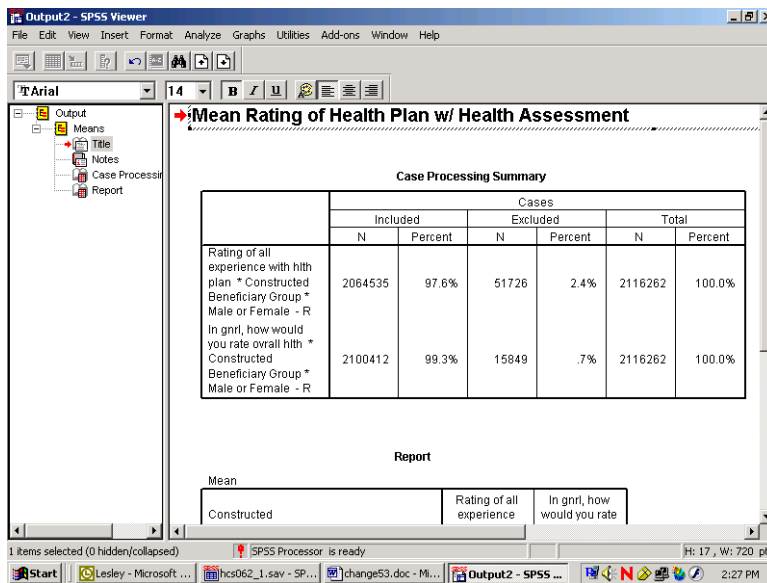 Output2 - SPSS Viewer
File Edit View Insert Format Analyze Graphs Utilities Add-ons Window Help
Arial 14 B I U
Output
Means
Title
Notes
Case Processin
Report
Mean Rating of Health Plan w/ Health Assessment
Case Processing Summary
Cases
Included Excluded Total
N Percent N Percent N Percent
Rating of all
experience with hlth
plan * Constructed
Beneficiary Group *
Male or Female - R
2064535 97.6% 51726 2.4% 2116262 100.0%
In gnrl, how would
you rate ovrall hlth *
Constructed
Beneficiary Group *
Male or Female - R
2100412 99.3% 15849 .7% 2116262 100.0%
Report
Mean
Constructed
Rating of all
experience
In gnrl, how
would you rate
1 items selected (0 hidden/collapsed) SPSS Processor is ready H: 17 , W: 720 pt
Start Lesley - Microsoft ... hcs062_1.sav - SP... change53.doc - Mi... Output2 - SPSS ... 2:27 PM